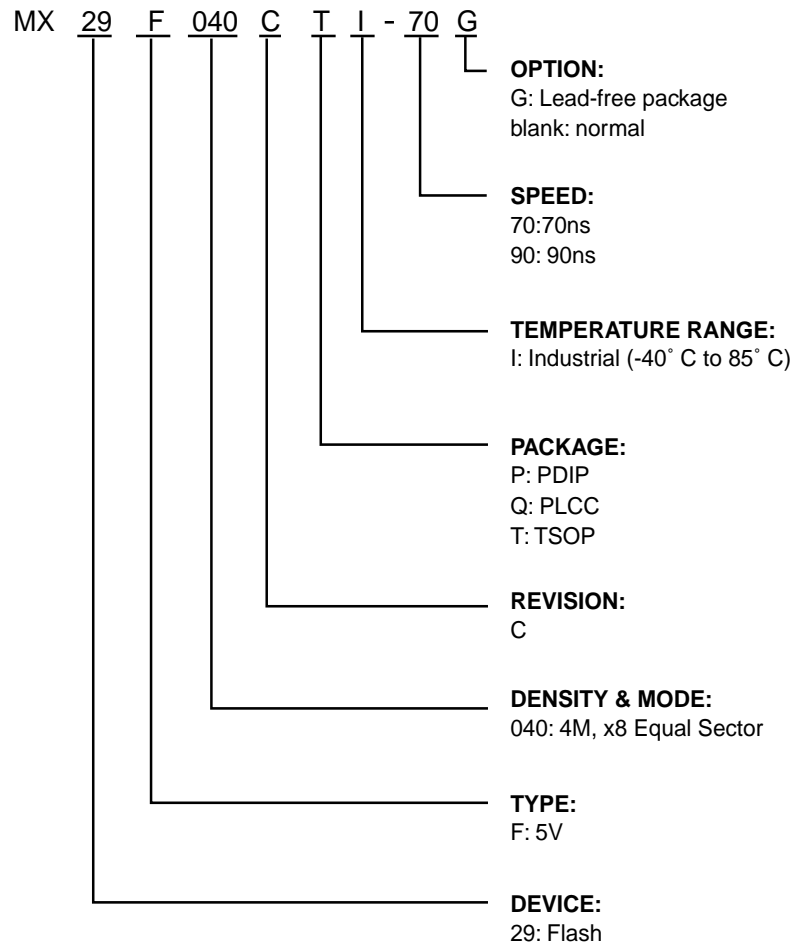 MX 29 F 040 C T I - 70 G
OPTION:
G: Lead-free package
blank: normal
SPEED:
70:70ns
90: 90ns
TEMPERATURE RANGE:
I: Industrial (-40˚ C to 85˚ C)
PACKAGE:
P: PDIP
Q: PLCC
T: TSOP
REVISION:
C
DENSITY & MODE:
040: 4M, x8 Equal Sector
TYPE:
F: 5V
DEVICE:
29: Flash